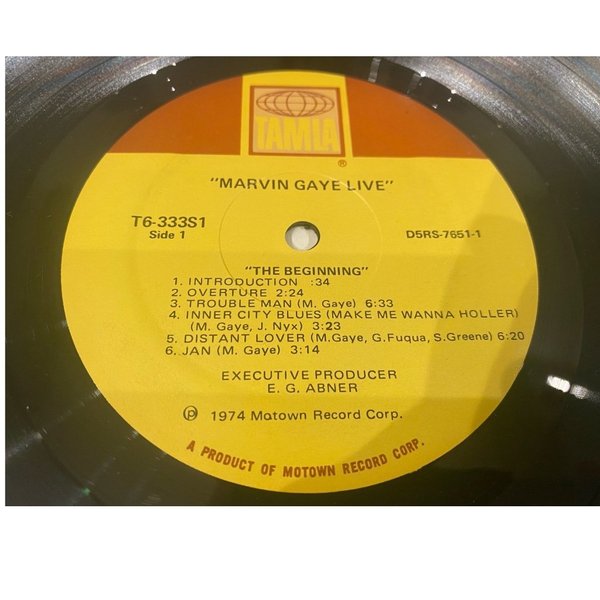 TAMLA
®
"MARVIN GAYE LIVE"
T6-333S1
Side 1
D5RS-7651-1
"THE BEGINNING"
1. INTRODUCTION :34
2. OVERTURE 2:24
3. TROUBLE MAN (M. Gaye) 6:33
4. INNER CITY BLUES (MAKE ME WANNA HOLLER)
(M. Gaye, J. Nyx) 3:23
5. DISTANT LOVER (M.Gaye, G.Fuqua, S.Greene) 6:20
6. JAN (M. Gaye) 3:14
EXECUTIVE PRODUCER
E. G. ABNER
℗ 1974 Motown Record Corp.
A PRODUCT OF MOTOWN RECORD CORP.